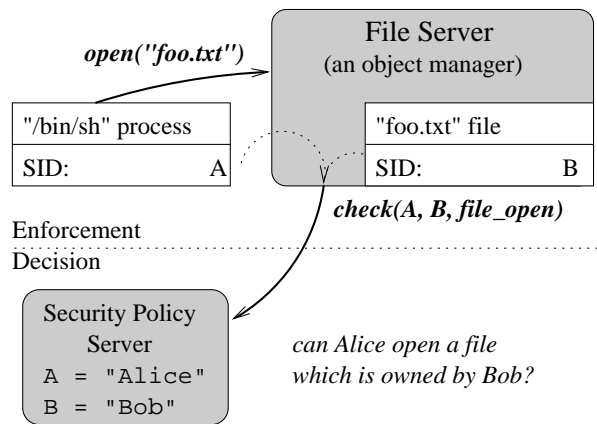 File Server
(an object manager)
open("foo.txt")
"/bin/sh" process
SID: A
"foo.txt" file
SID: B
check(A, B, file_open)
Enforcement
Decision
Security Policy
Server
A = "Alice"
B = "Bob"
can Alice open a file
which is owned by Bob?